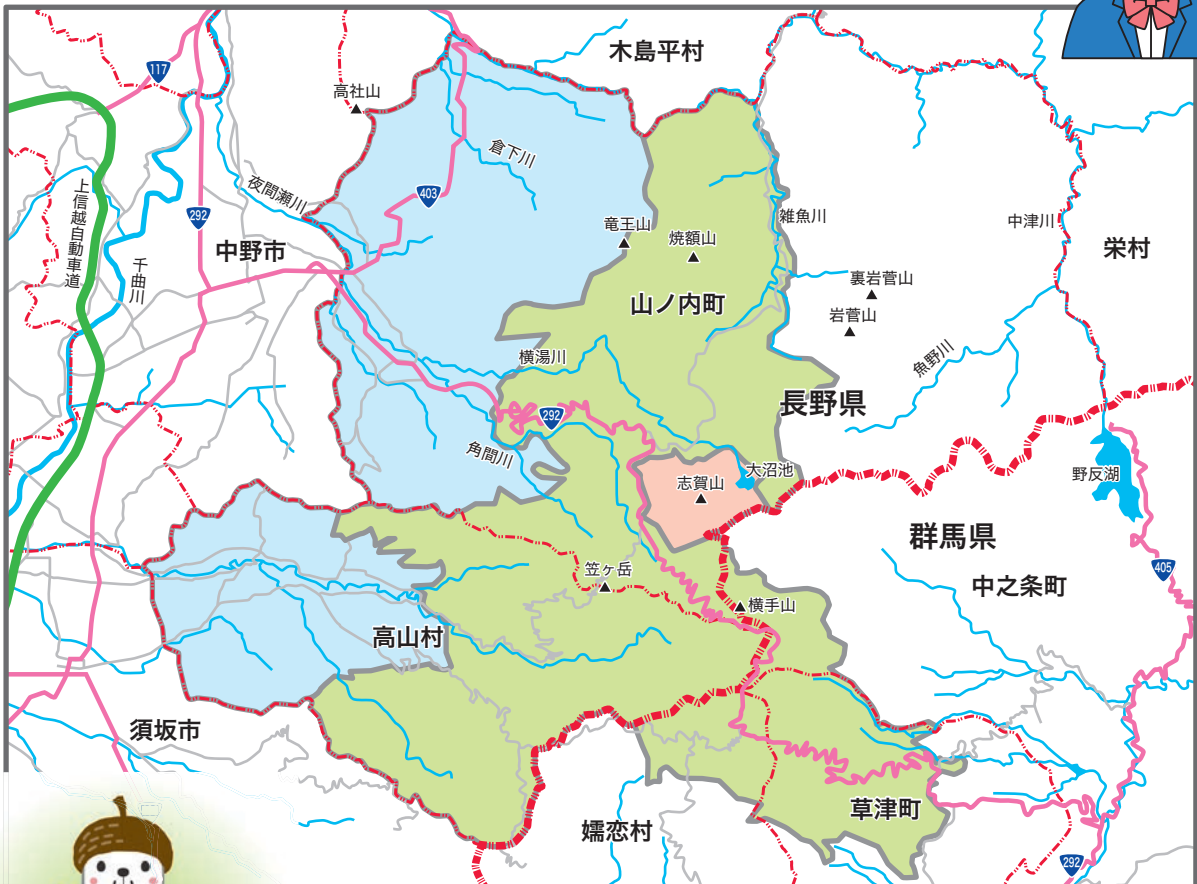 木島平村
117
高社山
倉下川
夜間瀬川
403
上信越自動車道
292
中野市
千曲川
竜王山
焼額山
雑魚川
中津川
栄村
裏岩菅山
岩菅山
山ノ内町
横湯川
魚野川
長野県
292
角間川
志賀山
大沼池
野反湖
群馬県
中之条町
405
笠ヶ岳
横手山
高山村
須坂市
嬬恋村
草津町
292